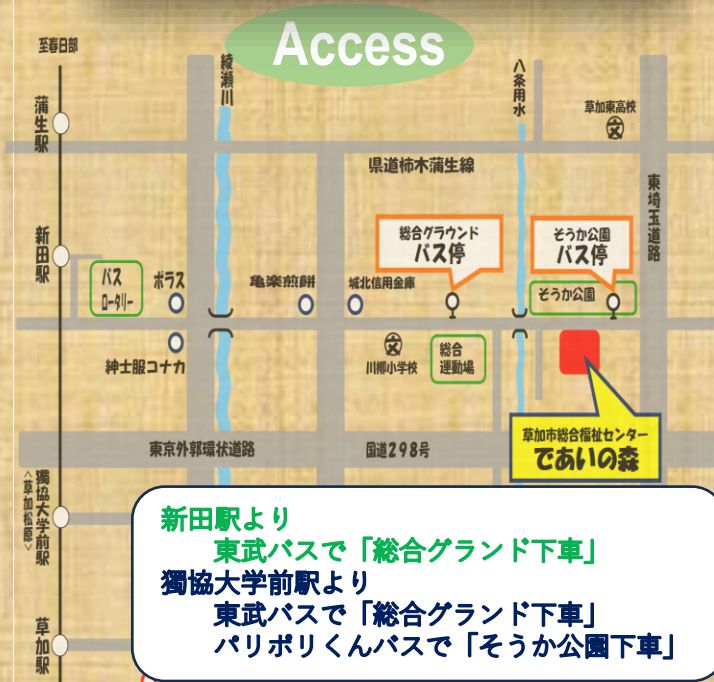 Access
至春日部
蒲生駅
綾瀬川
八条用水
草加東高校
文
県道柿木蒲生線
東埼玉道路
新田駅
バス
ロータリー
ポラス
亀楽煎餅
城北信用金庫
総合グラウンド
バス停
そうか公園
バス停
そうか公園
紳士服コナカ
文
川柳小学校
総合
運動場
草加市総合福祉センター
であいの森
東京外郭環状道路
国道298号
獨協大学前駅
<草加松原>
新田駅より
東武バスで「総合グランド下車」
獨協大学前駅より
東武バスで「総合グランド下車」
パリポリくんバスで「そうか公園下車」
草加駅